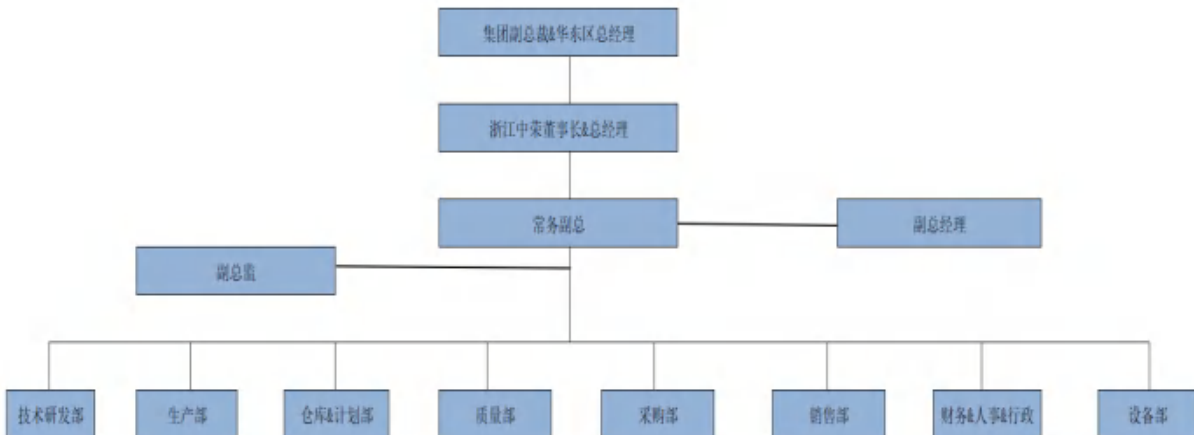 集团副总裁&华东区总经理
浙江中荣董事长&总经理
常务副总
副总经理
副总监
技术研发部
生产部
仓库&计划部
质量部
采购部
销售部
财务&人事&行政
设备部